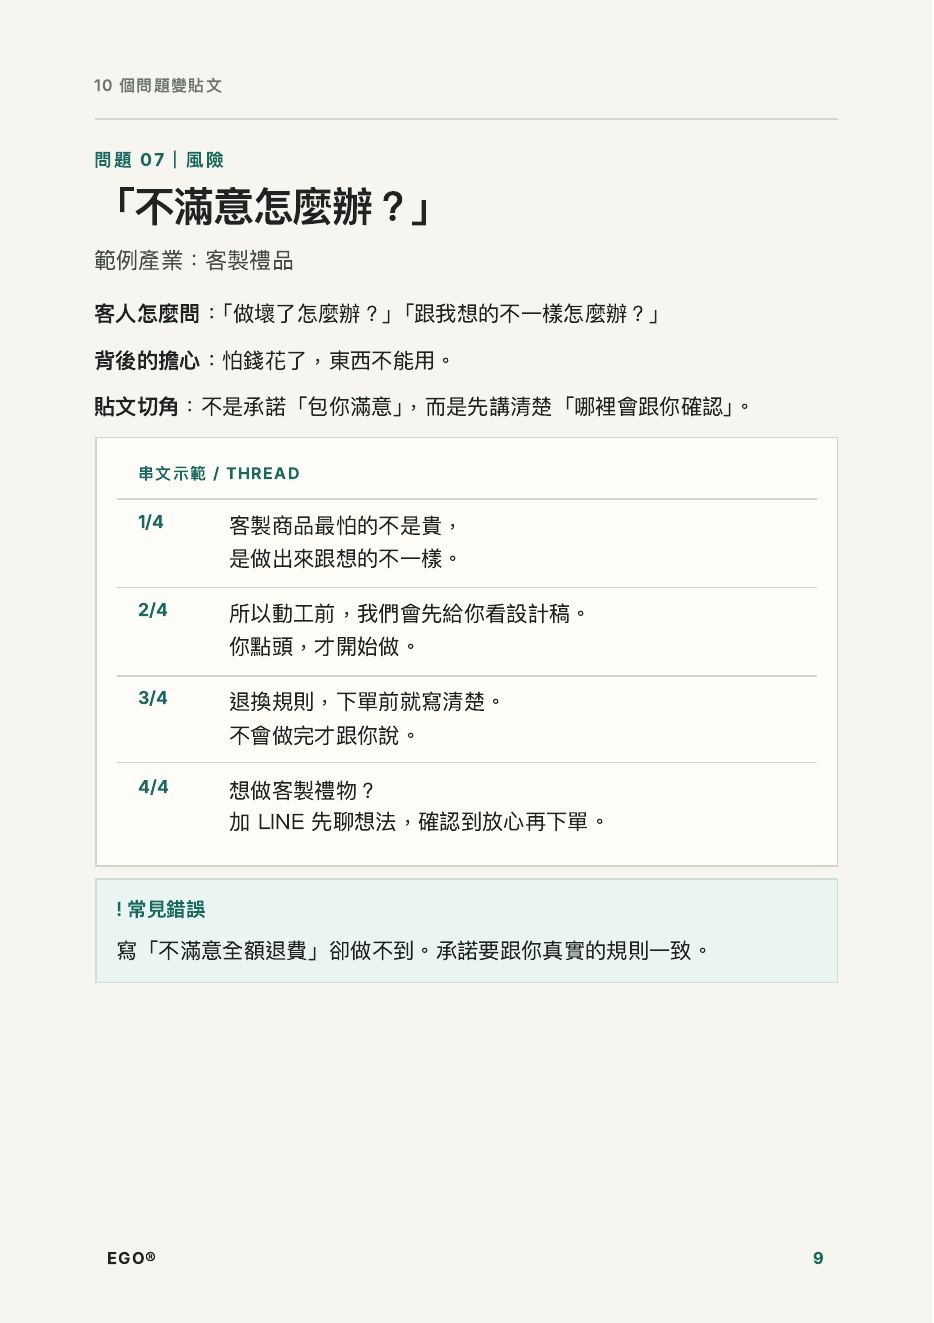 10 個問題變貼文
問題 07｜風險
「不滿意怎麼辦？」
範例產業：客製禮品
客人怎麼問：「做壞了怎麼辦？」「跟我想的不一樣怎麼辦？」
背後的擔心：怕錢花了，東西不能用。
貼文切角：不是承諾「包你滿意」，而是先講清楚「哪裡會跟你確認」。
串文示範 / THREAD
1/4 客製商品最怕的不是貴，
是做出來跟想的不一樣。
2/4 所以動工前，我們會先給你看設計稿。
你點頭，才開始做。
3/4 退換規則，下單前就寫清楚。
不會做完才跟你說。
4/4 想做客製禮物？
加 LINE 先聊想法，確認到放心再下單。
! 常見錯誤
寫「不滿意全額退費」卻做不到。承諾要跟你真實的規則一致。
EGO® 9